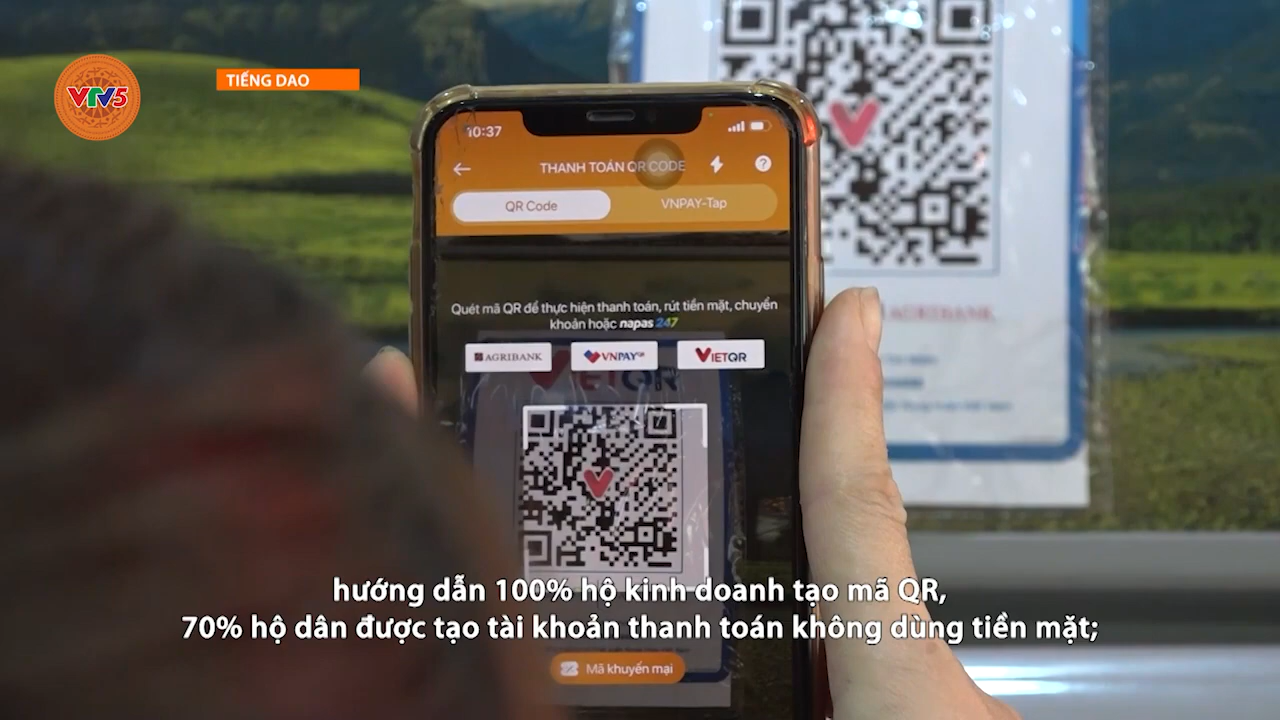 VTV5
TIẾNG DAO
10:37
THANH TOÁN QR CODE
QR Code
VNPAY-Tap
Quét mã QR để thực hiện thanh toán, rút tiền mặt, chuyển
khoản hoặc napas 247
AGRIBANK
VNPAYQR
VIETQR
AGRIBANK
VIETQR
hướng dẫn 100% hộ kinh doanh tạo mã QR,
70% hộ dân được tạo tài khoản thanh toán không dùng tiền mặt;
Mã khuyến mại